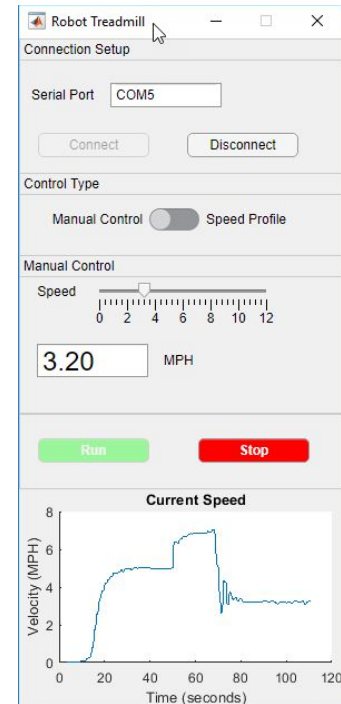 Robot Treadmill
Connection Setup
Serial Port COM5
Connect Disconnect
Control Type
Manual Control Speed Profile
Manual Control
Speed
0 2 4 6 8 10 12
3.20 MPH
Run Stop
Current Speed
8
6
4
2
0
Velocity (MPH)
0 20 40 60 80 100 120
Time (seconds)